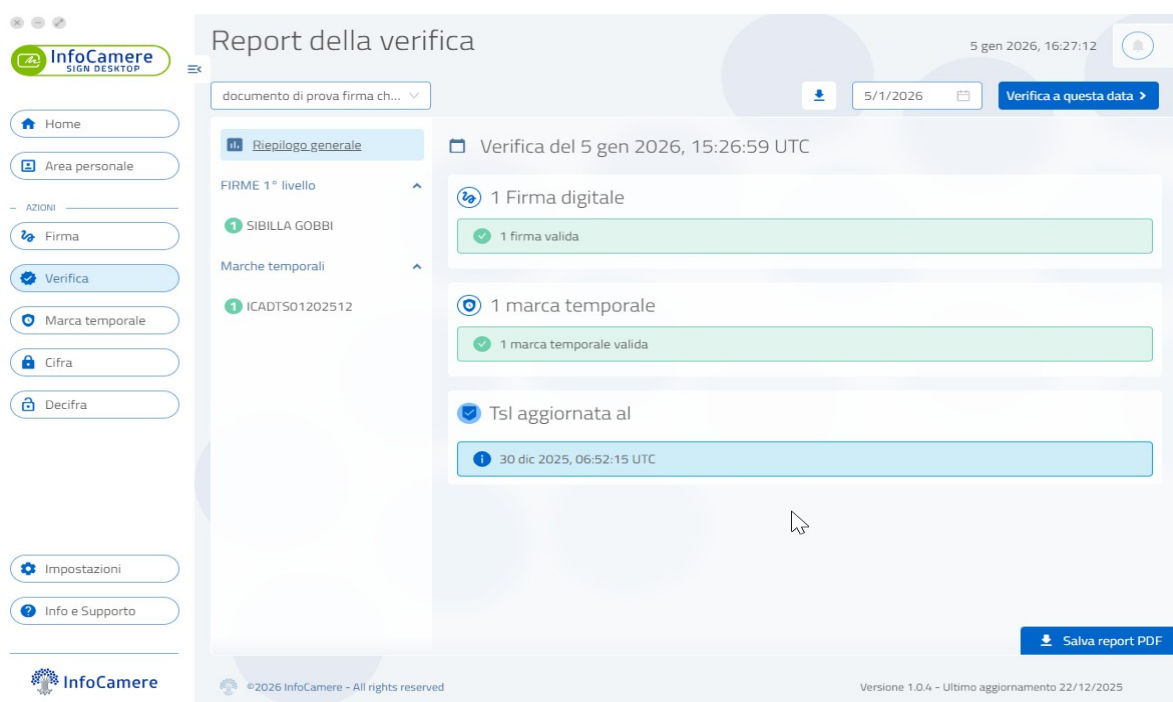 InfoCamere
SIGN DESKTOP
Home
Area personale
AZIONI
Firma
Verifica
Marca temporale
Cifra
Decifra
Impostazioni
Info e Supporto
InfoCamere
Report della verifica
5 gen 2026, 16:27:12
documento di prova firma ch...
5/1/2026
Verifica a questa data
Riepilogo generale
FIRME 1° livello
1 SIBILLA GOBBI
Marche temporali
1 ICADTS01202512
Verifica del 5 gen 2026, 15:26:59 UTC
1 Firma digitale
1 firma valida
1 marca temporale
1 marca temporale valida
Tsl aggiornata al
30 dic 2025, 06:52:15 UTC
Salva report PDF
©2026 InfoCamere - All rights reserved
Versione 1.0.4 - Ultimo aggiornamento 22/12/2025